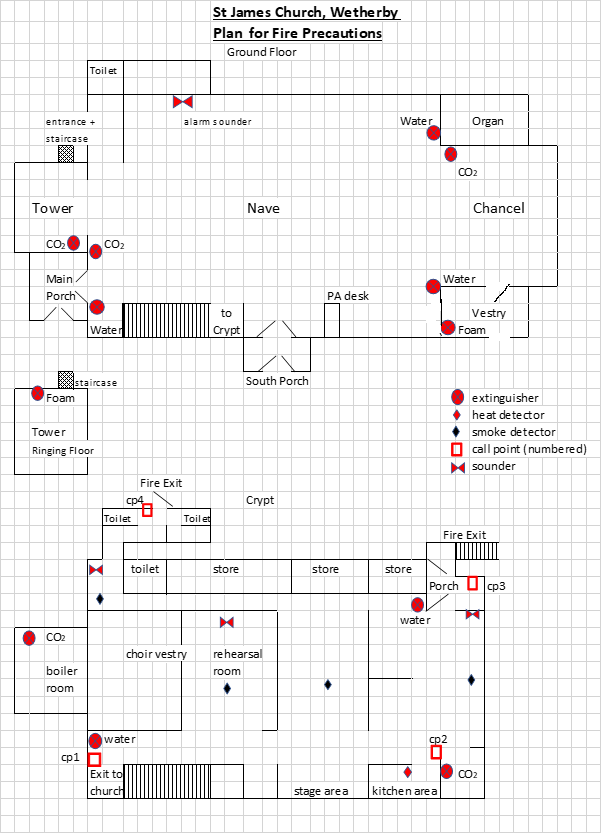 St James Church, Wetherby
Plan for Fire Precautions
Ground Floor
Toilet
entrance +
staircase
alarm sounder
Water
Organ
CO2
Tower
Nave
Chancel
CO2
CO2
Main
Porch
Water
to
Crypt
PA desk
Water
Vestry
Foam
South Porch
staircase
Foam
Tower
Ringing Floor
extinguisher
heat detector
smoke detector
call point (numbered)
sounder
Fire Exit
cp4
Crypt
Toilet
Toilet
Fire Exit
toilet
store
store
store
Porch
cp3
water
CO2
boiler
room
choir vestry
rehearsal
room
water
cp1
cp2
Exit to
church
stage area
kitchen area
CO2